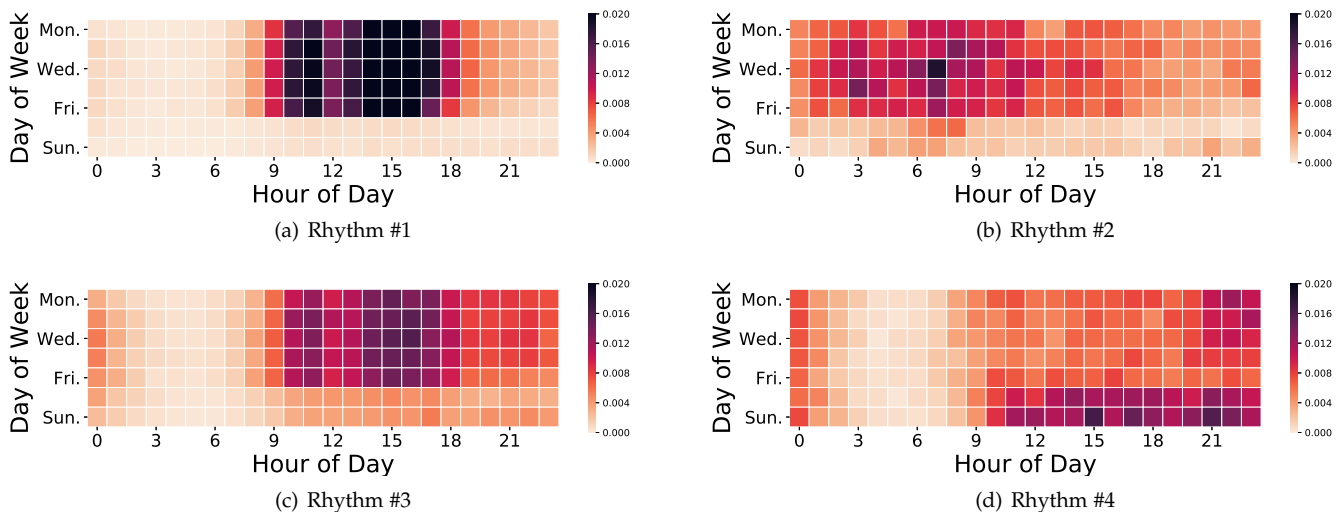 Day of Week
Mon.
Wed.
Fri.
Sun.
0 3 6 9 12 15 18 21
Hour of Day
0.020
0.016
0.012
0.008
0.004
0.000
(a) Rhythm #1
Day of Week
Mon.
Wed.
Fri.
Sun.
0 3 6 9 12 15 18 21
Hour of Day
0.020
0.016
0.012
0.008
0.004
0.000
(b) Rhythm #2
Day of Week
Mon.
Wed.
Fri.
Sun.
0 3 6 9 12 15 18 21
Hour of Day
0.020
0.016
0.012
0.008
0.004
0.000
(c) Rhythm #3
Day of Week
Mon.
Wed.
Fri.
Sun.
0 3 6 9 12 15 18 21
Hour of Day
0.020
0.016
0.012
0.008
0.004
0.000
(d) Rhythm #4